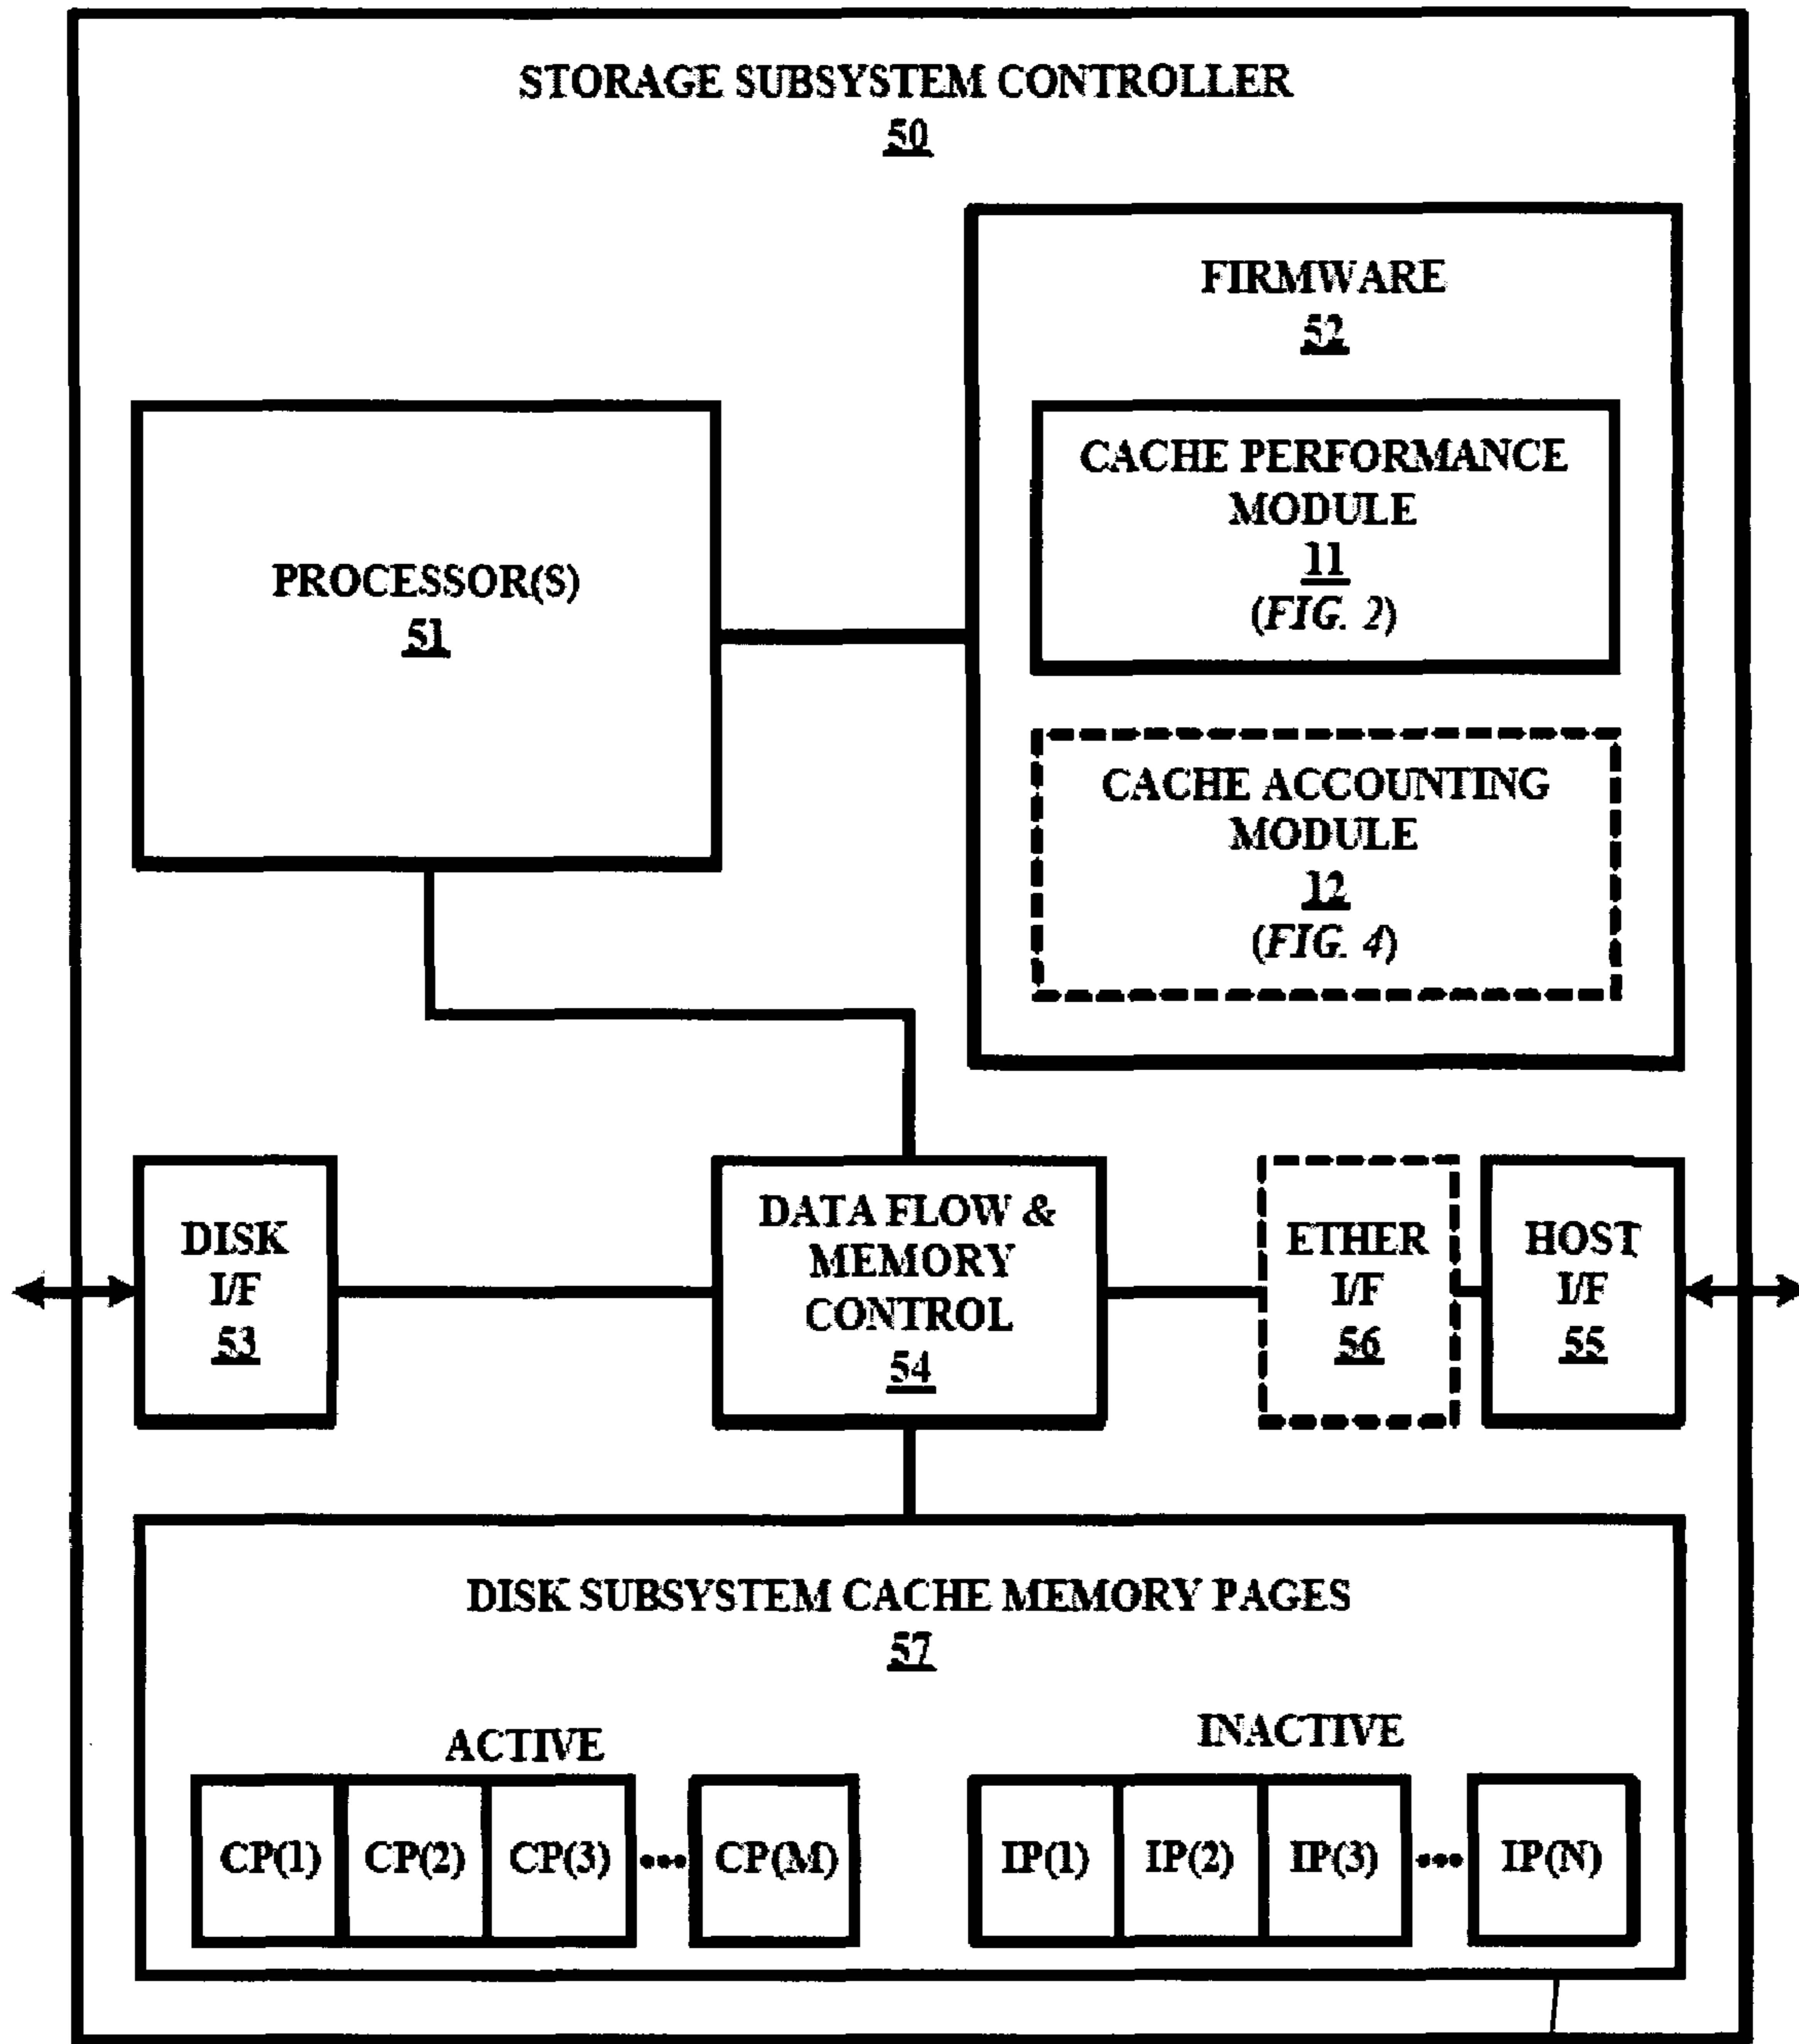 STORAGE SUBSYSTEM CONTROLLER
50
FIRMWARE
52
CACHE PERFORMANCE
MODULE
11
(FIG. 2)
PROCESSOR(S)
51
CACHE ACCOUNTING
MODULE
12
(FIG. 4)
DISK
I/F
53
DATA FLOW &
MEMORY
CONTROL
54
ETHER
I/F
56
HOST
I/F
55
DISK SUBSYSTEM CACHE MEMORY PAGES
57
ACTIVE
CP(1) CP(2) CP(3) ••• CP(M)
INACTIVE
IP(1) IP(2) IP(3) ••• IP(N)